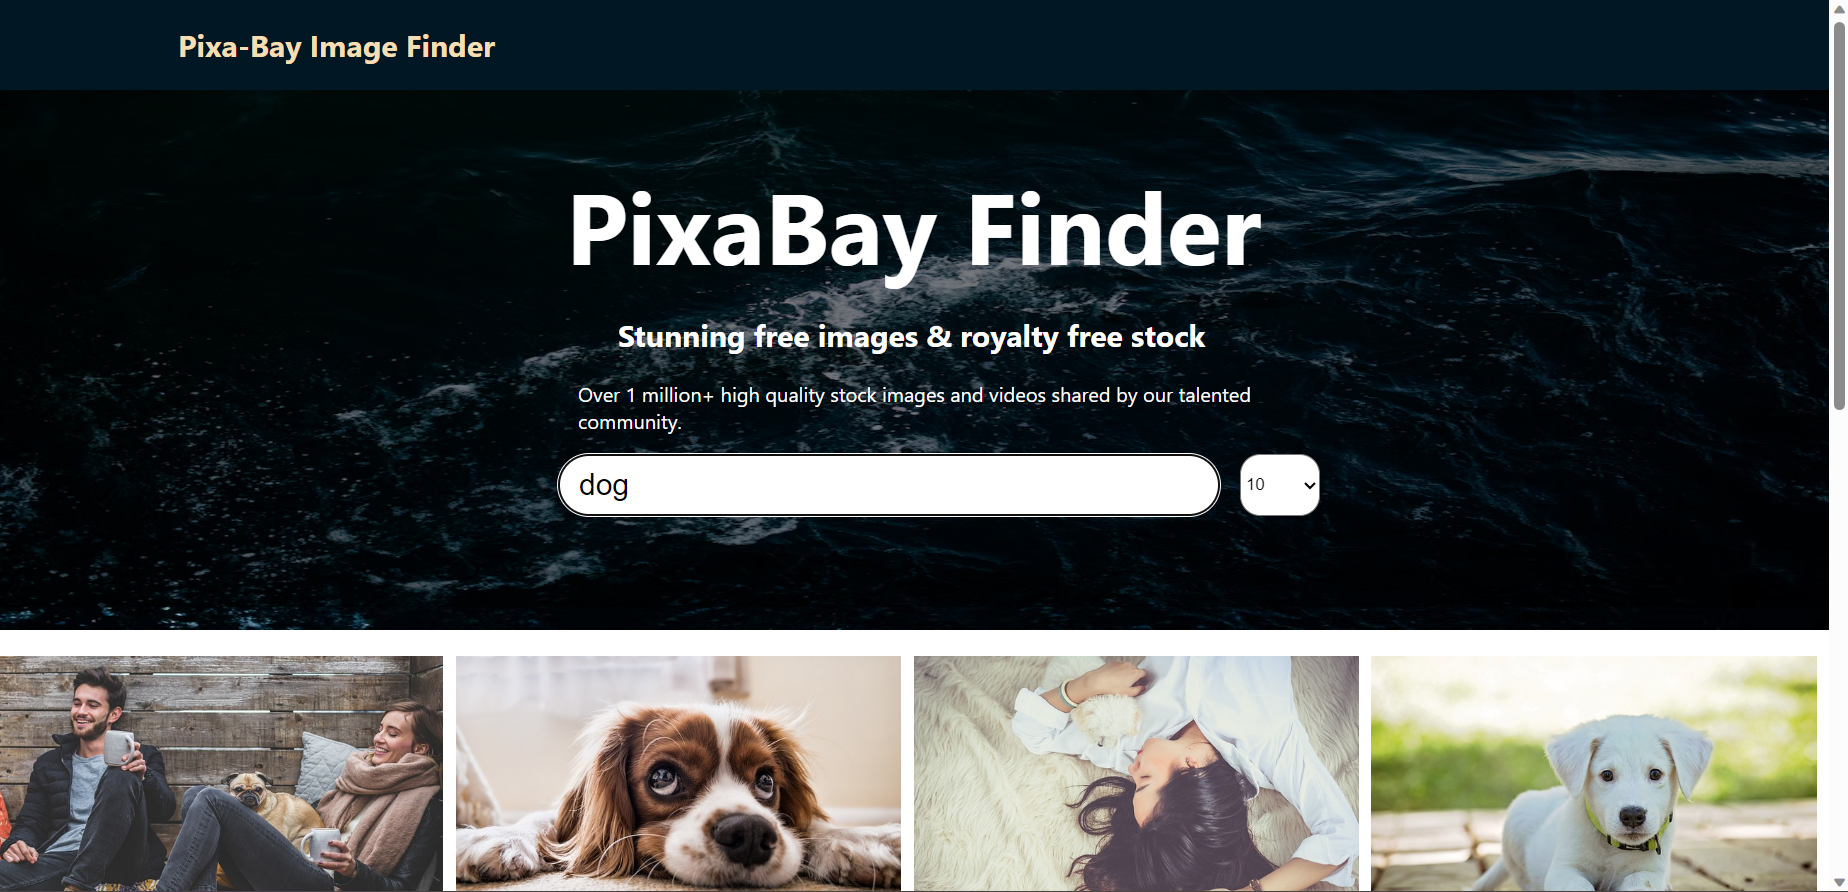 Pixa-Bay Image Finder
PixaBay Finder
Stunning free images & royalty free stock
Over 1 million+ high quality stock images and videos shared by our talented
community.
dog
10